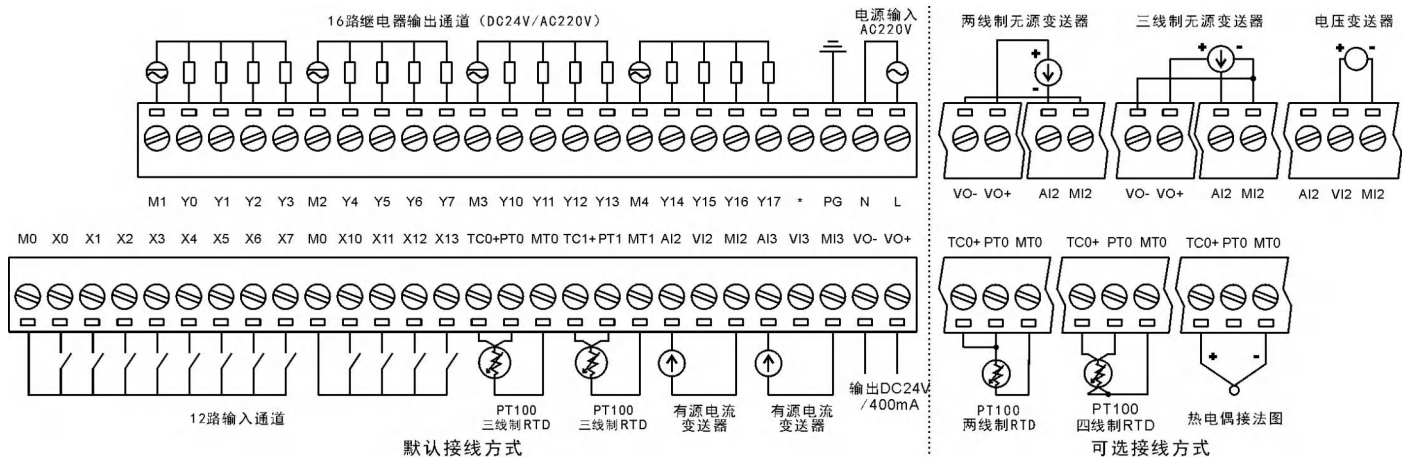 16路继电器输出通道（DC24V/AC220V）
电源输入
AC220V
M1 Y0 Y1 Y2 Y3 M2 Y4 Y5 Y6 Y7 M3 Y10 Y11 Y12 Y13 M4 Y14 Y15 Y16 Y17 * PG N L
M0 X0 X1 X2 X3 X4 X5 X6 X7 M0 X10 X11 X12 X13 TC0+ PT0 MT0 TC1+ PT1 MT1 AI2 VI2 MI2 AI3 VI3 MI3 VO- VO+
12路输入通道
PT100
三线制RTD
PT100
三线制RTD
有源电流
变送器
有源电流
变送器
输出DC24V
/400mA
默认接线方式
两线制无源变送器
+
-
VO- VO+ AI2 MI2
三线制无源变送器
+ -
VO- VO+ AI2 MI2
电压变送器
+ -
AI2 VI2 MI2
TC0+ PT0 MT0
PT100
两线制RTD
TC0+ PT0 MT0
PT100
四线制RTD
TC0+ PT0 MT0
+ -
热电偶接法图
可选接线方式